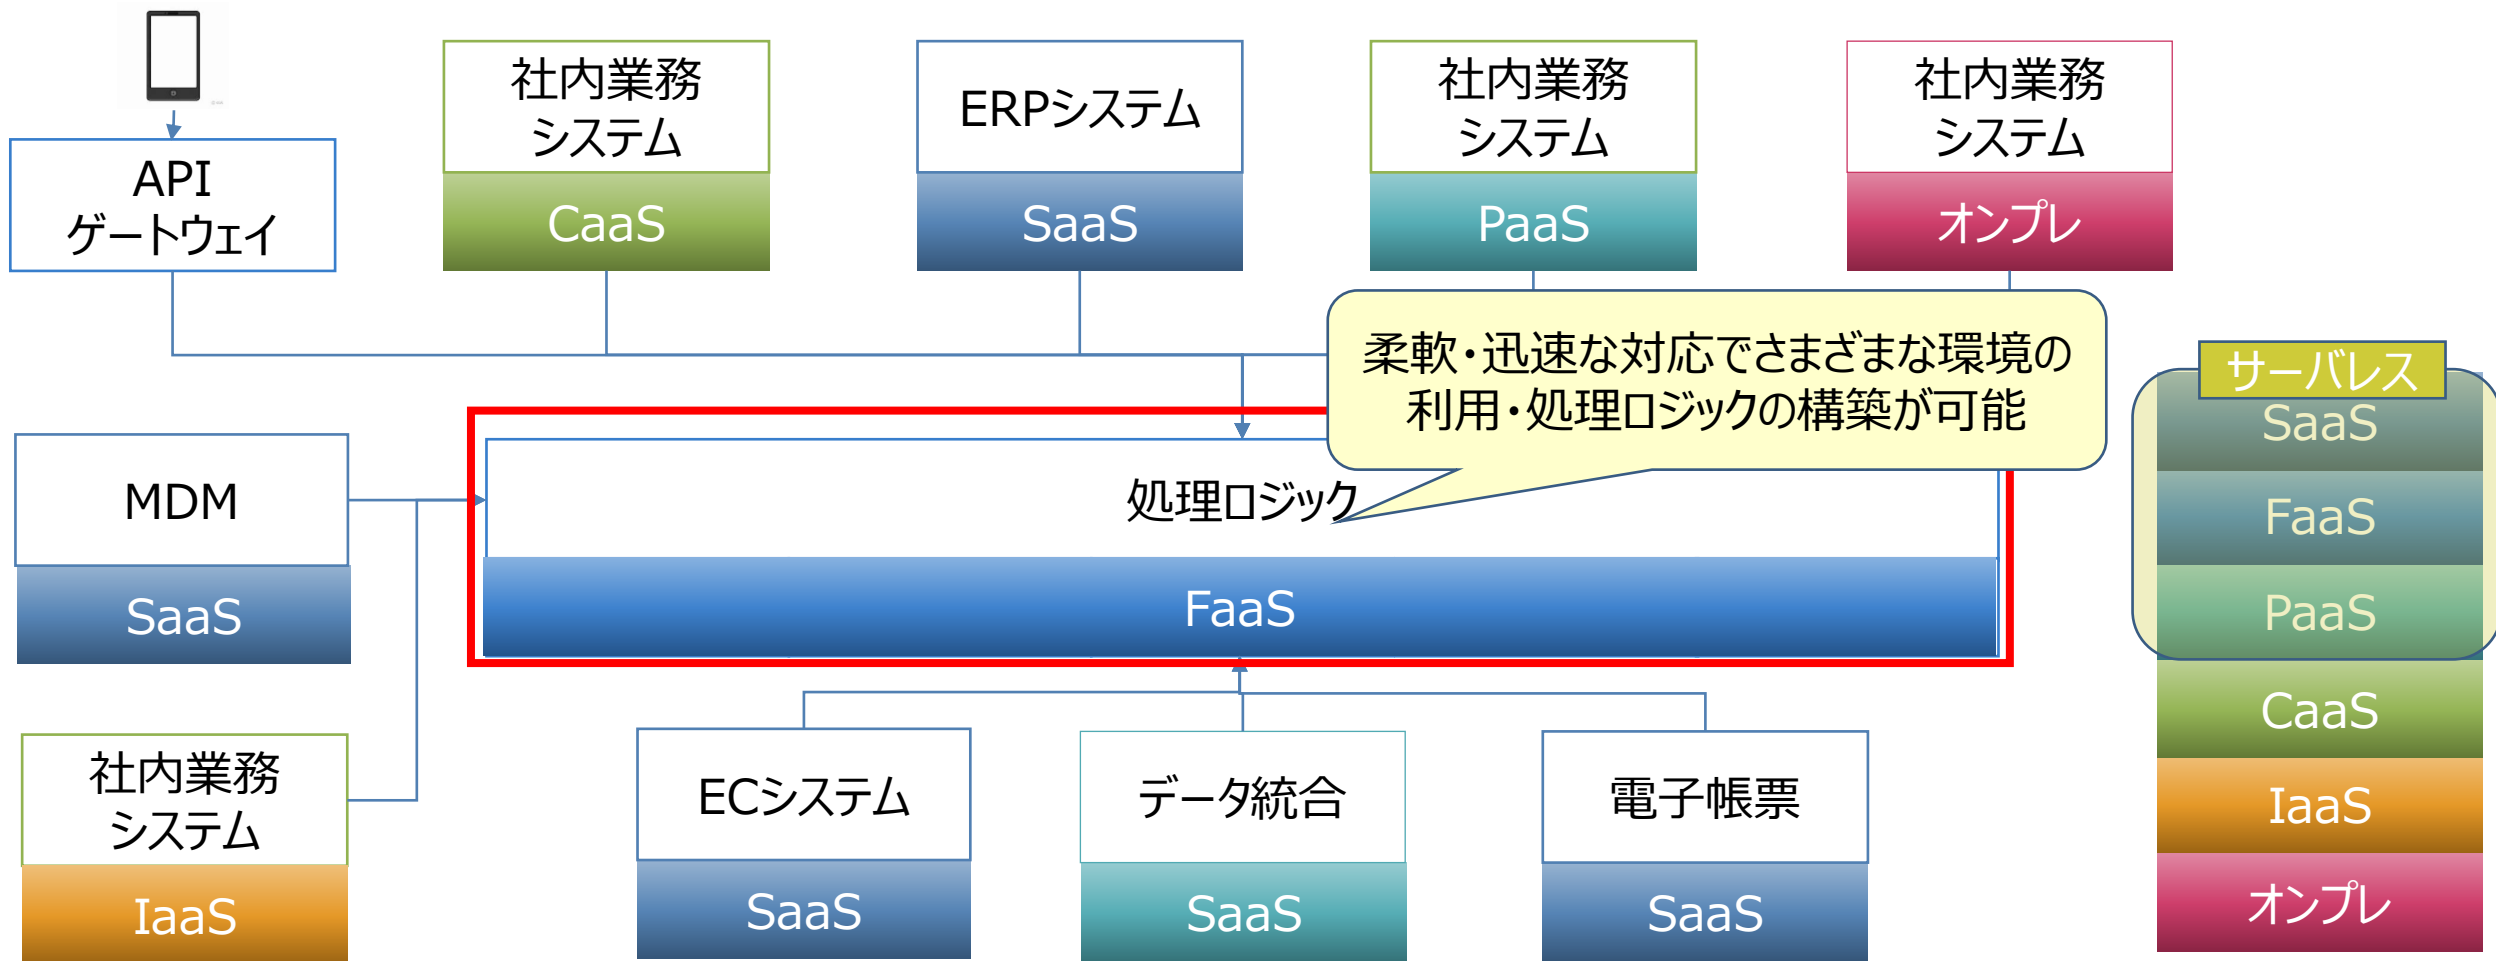 社内業務
システム
CaaS
ERPシステム
SaaS
社内業務
システム
PaaS
社内業務
システム
オンプレ
API
ゲートウェイ
柔軟・迅速な対応でさまざまな環境の
利用・処理ロジックの構築が可能
サーバレス
SaaS
FaaS
PaaS
CaaS
IaaS
オンプレ
MDM
SaaS
処理ロジック
FaaS
社内業務
システム
IaaS
ECシステム
SaaS
データ統合
SaaS
電子帳票
SaaS